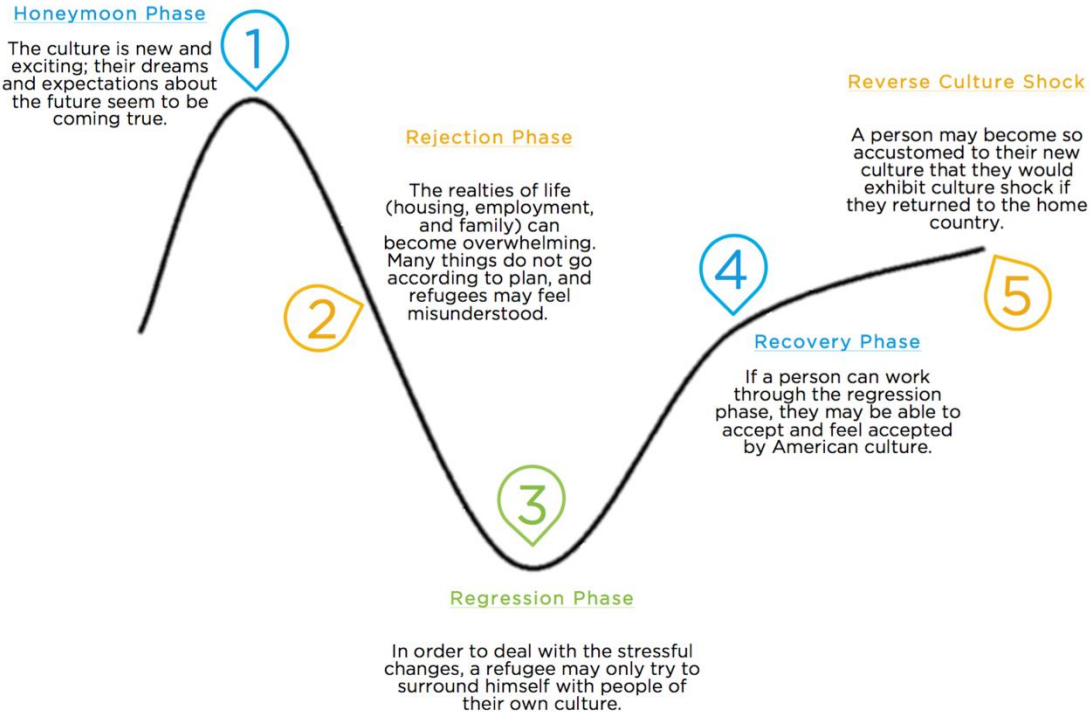 Honeymoon Phase
The culture is new and
exciting; their dreams
and expectations about
the future seem to be
coming true.
1
Rejection Phase
The realties of life
(housing, employment,
and family) can
become overwhelming.
Many things do not go
according to plan, and
refugees may feel
misunderstood.
2
3
Regression Phase
In order to deal with the stressful
changes, a refugee may only try to
surround himself with people of
their own culture.
4
Recovery Phase
If a person can work
through the regression
phase, they may be able to
accept and feel accepted
by American culture.
Reverse Culture Shock
A person may become so
accustomed to their new
culture that they would
exhibit culture shock if
they returned to the home
country.
5